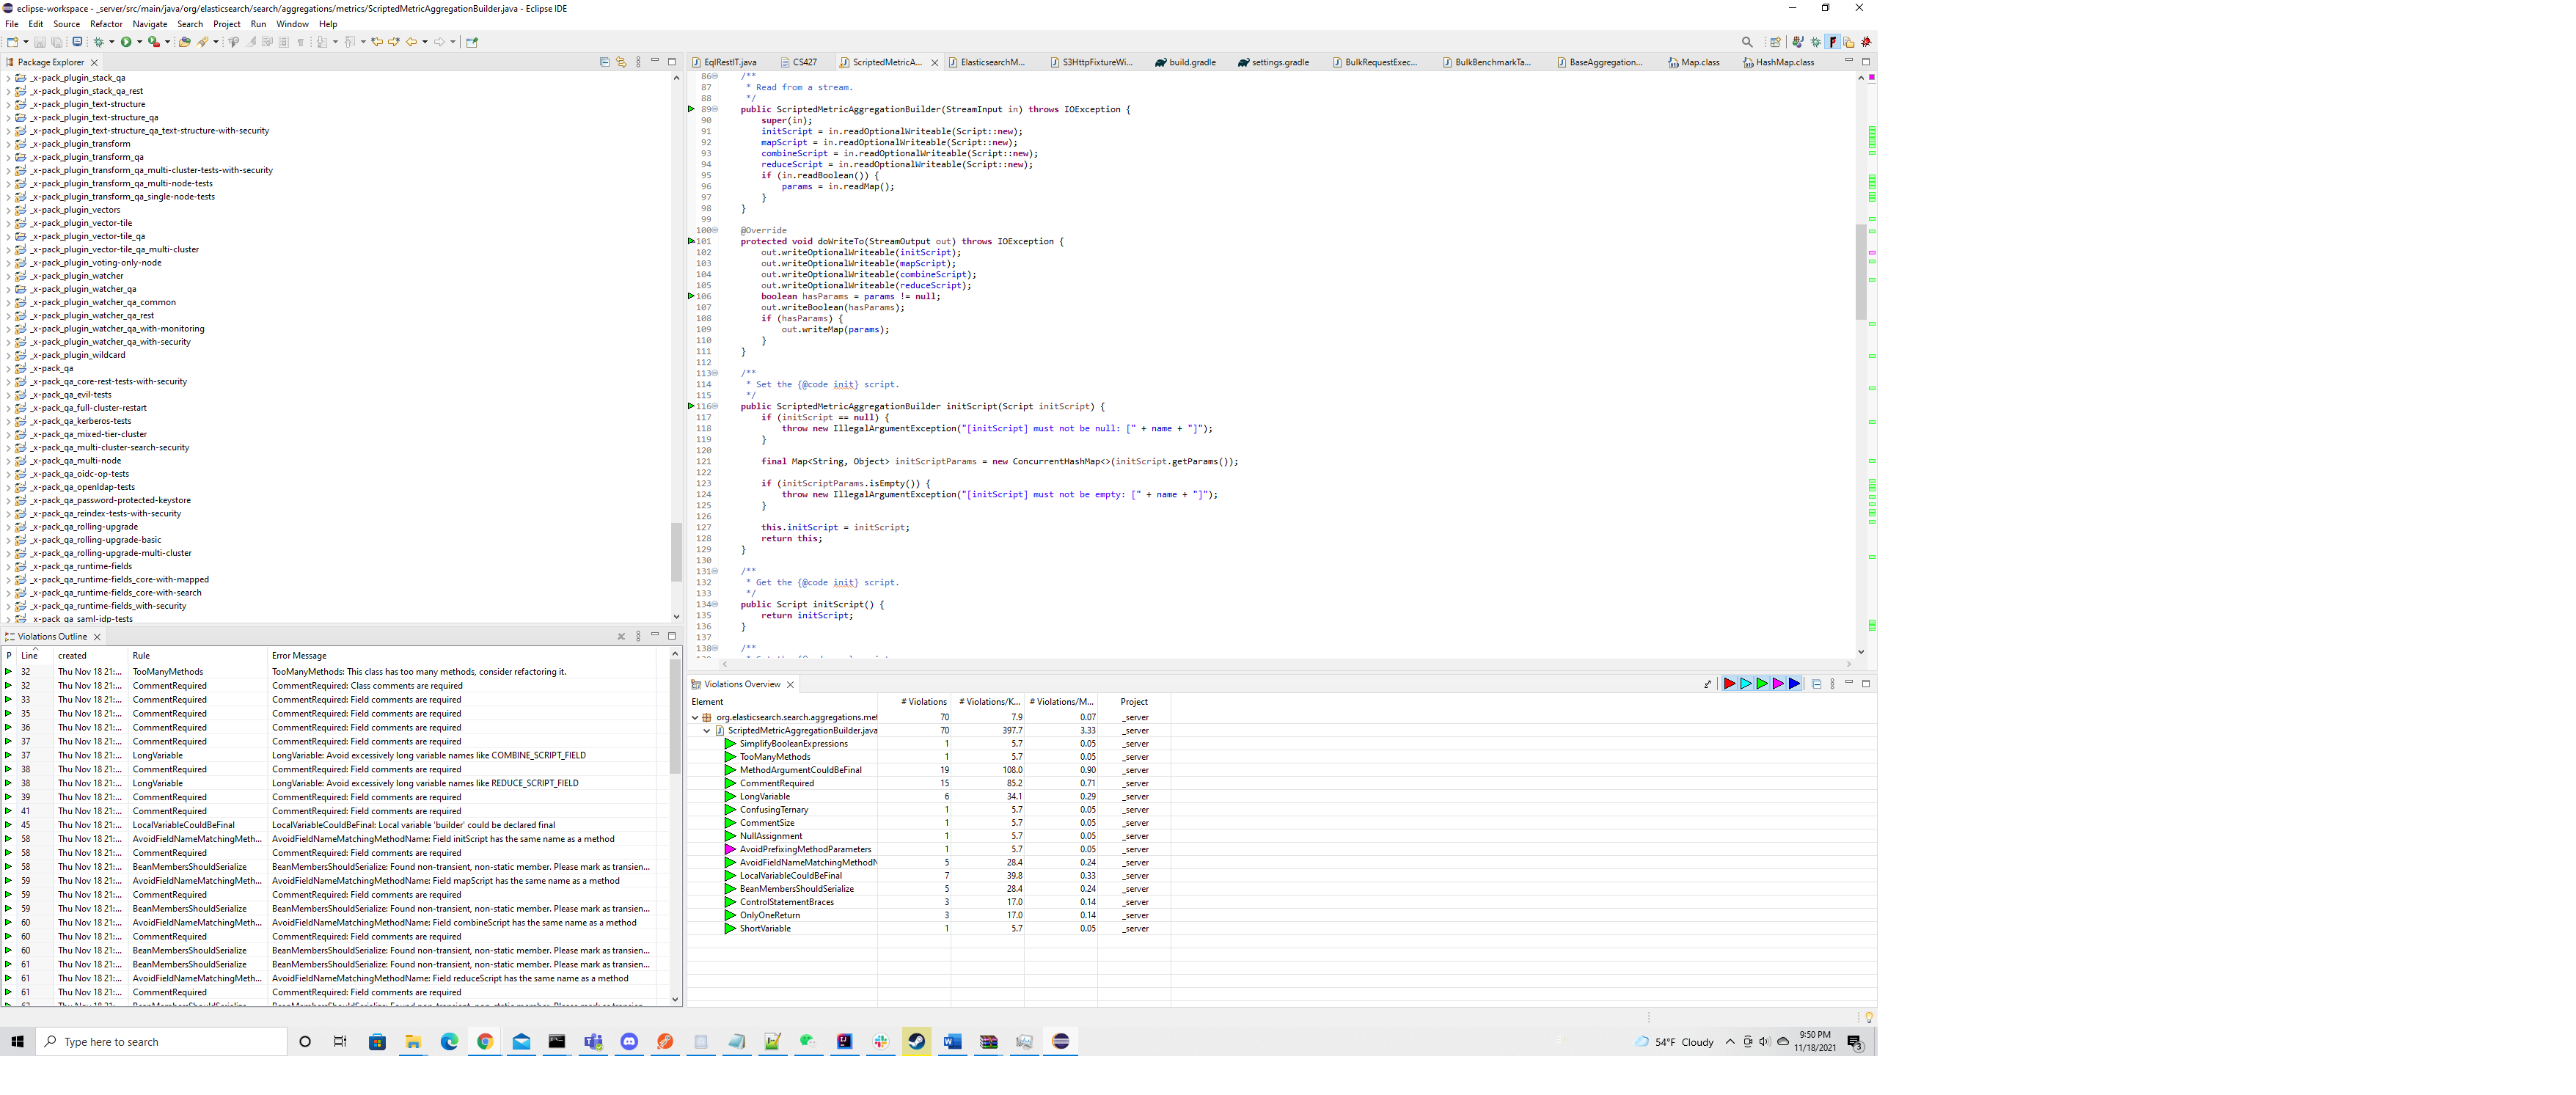 eclipse-workspace - _server/src/main/java/org/elasticsearch/search/aggregations/metrics/ScriptedMetricAggregationBuilder.java - Eclipse IDE
File Edit Source Refactor Navigate Search Project Run Window Help
Package Explorer
_x-pack_plugin_stack_qa
_x-pack_plugin_stack_qa_rest
_x-pack_plugin_text-structure
_x-pack_plugin_text-structure_qa
_x-pack_plugin_text-structure_qa_text-structure-with-security
_x-pack_plugin_transform
_x-pack_plugin_transform_qa
_x-pack_plugin_transform_qa_multi-cluster-tests-with-security
_x-pack_plugin_transform_qa_multi-node-tests
_x-pack_plugin_transform_qa_single-node-tests
_x-pack_plugin_vectors
_x-pack_plugin_vector-tile
_x-pack_plugin_vector-tile_qa
_x-pack_plugin_vector-tile_qa_multi-cluster
_x-pack_plugin_voting-only-node
_x-pack_plugin_watcher
_x-pack_plugin_watcher_qa
_x-pack_plugin_watcher_qa_common
_x-pack_plugin_watcher_qa_rest
_x-pack_plugin_watcher_qa_with-monitoring
_x-pack_plugin_watcher_qa_with-security
_x-pack_plugin_wildcard
_x-pack_qa
_x-pack_qa_core-rest-tests-with-security
_x-pack_qa_evil-tests
_x-pack_qa_full-cluster-restart
_x-pack_qa_kerberos-tests
_x-pack_qa_mixed-tier-cluster
_x-pack_qa_multi-cluster-search-security
_x-pack_qa_multi-node
_x-pack_qa_oidc-op-tests
_x-pack_qa_openldap-tests
_x-pack_qa_password-protected-keystore
_x-pack_qa_reindex-tests-with-security
_x-pack_qa_rolling-upgrade
_x-pack_qa_rolling-upgrade-basic
_x-pack_qa_rolling-upgrade-multi-cluster
_x-pack_qa_runtime-fields
_x-pack_qa_runtime-fields_core-with-mapped
_x-pack_qa_runtime-fields_core-with-search
_x-pack_qa_runtime-fields_with-security
_x-pack_qa_saml-idp-tests
EqlRestIT.java CS427 ScriptedMetricA... ElasticsearchM... S3HttpFixtureWi... build.gradle settings.gradle BulkRequestExec... BulkBenchmarkTa... BaseAggregation... Map.class HashMap.class
86 /**
87 * Read from a stream.
88 */
89 public ScriptedMetricAggregationBuilder(StreamInput in) throws IOException {
90 super(in);
91 initScript = in.readOptionalWriteable(Script::new);
92 mapScript = in.readOptionalWriteable(Script::new);
93 combineScript = in.readOptionalWriteable(Script::new);
94 reduceScript = in.readOptionalWriteable(Script::new);
95 if (in.readBoolean()) {
96 params = in.readMap();
97 }
98 }
99
100 @Override
101 protected void doWriteTo(StreamOutput out) throws IOException {
102 out.writeOptionalWriteable(initScript);
103 out.writeOptionalWriteable(mapScript);
104 out.writeOptionalWriteable(combineScript);
105 out.writeOptionalWriteable(reduceScript);
106 boolean hasParams = params != null;
107 out.writeBoolean(hasParams);
108 if (hasParams) {
109 out.writeMap(params);
110 }
111 }
112
113 /**
114 * Set the {@code init} script.
115 */
116 public ScriptedMetricAggregationBuilder initScript(Script initScript) {
117 if (initScript == null) {
118 throw new IllegalArgumentException("[initScript] must not be null: [" + name + "]");
119 }
120
121 final Map<String, Object> initScriptParams = new ConcurrentHashMap<>(initScript.getParams());
122
123 if (initScriptParams.isEmpty()) {
124 throw new IllegalArgumentException("[initScript] must not be empty: [" + name + "]");
125 }
126
127 this.initScript = initScript;
128 return this;
129 }
130
131 /**
132 * Get the {@code init} script.
133 */
134 public Script initScript() {
135 return initScript;
136 }
137
138 /**
Violations Outline
P Line created Rule Error Message
32 Thu Nov 18 21:... TooManyMethods TooManyMethods: This class has too many methods, consider refactoring it.
32 Thu Nov 18 21:... CommentRequired CommentRequired: Class comments are required
33 Thu Nov 18 21:... CommentRequired CommentRequired: Field comments are required
35 Thu Nov 18 21:... CommentRequired CommentRequired: Field comments are required
36 Thu Nov 18 21:... CommentRequired CommentRequired: Field comments are required
37 Thu Nov 18 21:... CommentRequired CommentRequired: Field comments are required
37 Thu Nov 18 21:... LongVariable LongVariable: Avoid excessively long variable names like COMBINE_SCRIPT_FIELD
38 Thu Nov 18 21:... CommentRequired CommentRequired: Field comments are required
38 Thu Nov 18 21:... LongVariable LongVariable: Avoid excessively long variable names like REDUCE_SCRIPT_FIELD
39 Thu Nov 18 21:... CommentRequired CommentRequired: Field comments are required
41 Thu Nov 18 21:... CommentRequired CommentRequired: Field comments are required
45 Thu Nov 18 21:... LocalVariableCouldBeFinal LocalVariableCouldBeFinal: Local variable 'builder' could be declared final
58 Thu Nov 18 21:... AvoidFieldNameMatchingMeth... AvoidFieldNameMatchingMethodName: Field initScript has the same name as a method
58 Thu Nov 18 21:... CommentRequired CommentRequired: Field comments are required
58 Thu Nov 18 21:... BeanMembersShouldSerialize BeanMembersShouldSerialize: Found non-transient, non-static member. Please mark as transien...
59 Thu Nov 18 21:... AvoidFieldNameMatchingMeth... AvoidFieldNameMatchingMethodName: Field mapScript has the same name as a method
59 Thu Nov 18 21:... CommentRequired CommentRequired: Field comments are required
59 Thu Nov 18 21:... BeanMembersShouldSerialize BeanMembersShouldSerialize: Found non-transient, non-static member. Please mark as transien...
60 Thu Nov 18 21:... AvoidFieldNameMatchingMeth... AvoidFieldNameMatchingMethodName: Field combineScript has the same name as a method
60 Thu Nov 18 21:... CommentRequired CommentRequired: Field comments are required
60 Thu Nov 18 21:... BeanMembersShouldSerialize BeanMembersShouldSerialize: Found non-transient, non-static member. Please mark as transien...
61 Thu Nov 18 21:... BeanMembersShouldSerialize BeanMembersShouldSerialize: Found non-transient, non-static member. Please mark as transien...
61 Thu Nov 18 21:... AvoidFieldNameMatchingMeth... AvoidFieldNameMatchingMethodName: Field reduceScript has the same name as a method
61 Thu Nov 18 21:... CommentRequired CommentRequired: Field comments are required
Violations Overview
Element # Violations # Violations/K... # Violations/M... Project
org.elasticsearch.search.aggregations.met 70 7.9 0.07 _server
ScriptedMetricAggregationBuilder.java 70 397.7 3.33 _server
SimplifyBooleanExpressions 1 5.7 0.05 _server
TooManyMethods 1 5.7 0.05 _server
MethodArgumentCouldBeFinal 19 108.0 0.90 _server
CommentRequired 15 85.2 0.71 _server
LongVariable 6 34.1 0.29 _server
ConfusingTernary 1 5.7 0.05 _server
CommentSize 1 5.7 0.05 _server
NullAssignment 1 5.7 0.05 _server
AvoidPrefixingMethodParameters 1 5.7 0.05 _server
AvoidFieldNameMatchingMethodN 5 28.4 0.24 _server
LocalVariableCouldBeFinal 7 39.8 0.33 _server
BeanMembersShouldSerialize 5 28.4 0.24 _server
ControlStatementBraces 3 17.0 0.14 _server
OnlyOneReturn 3 17.0 0.14 _server
ShortVariable 1 5.7 0.05 _server
Type here to search
54°F Cloudy
9:50 PM
11/18/2021
3